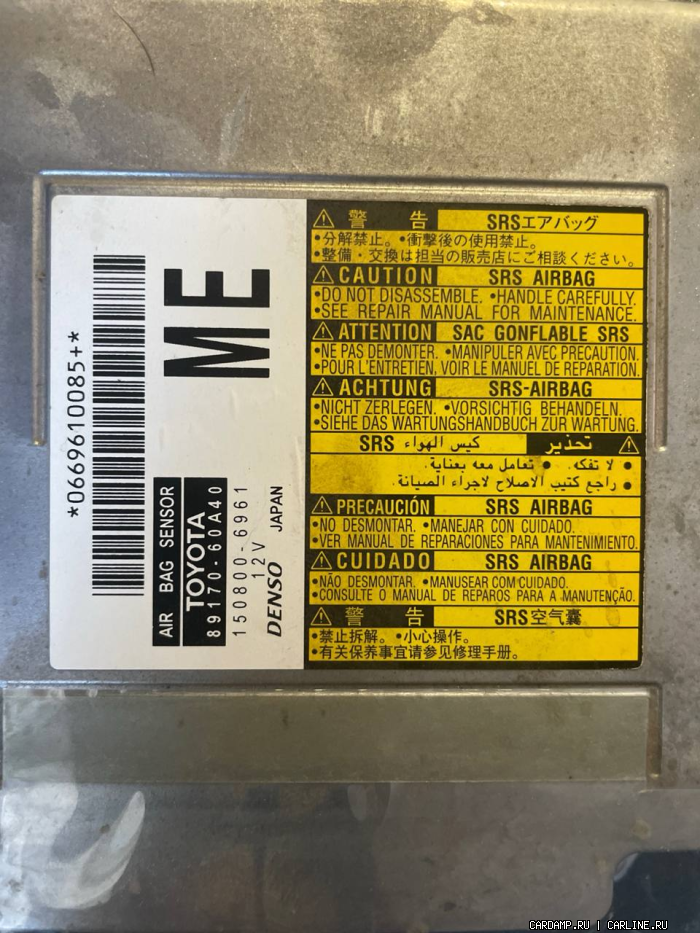 *0669610085+*
ME
AIR BAG SENSOR
TOYOTA
89170-60A40
150800-6961
12V
DENSO JAPAN
警告 SRSエアバッグ
•分解禁止。•衝撃後の使用禁止。
•整備・交換は担当の販売店にご相談ください。
CAUTION SRS AIRBAG
•DO NOT DISASSEMBLE. •HANDLE CAREFULLY.
•SEE REPAIR MANUAL FOR MAINTENANCE.
ATTENTION SAC GONFLABLE SRS
•NE PAS DEMONTER. •MANIPULER AVEC PRECAUTION.
•POUR L'ENTRETIEN, VOIR LE MANUEL DE REPARATION.
ACHTUNG SRS-AIRBAG
•NICHT ZERLEGEN. •VORSICHTIG BEHANDELN.
•SIEHE DAS WARTUNGSHANDBUCH ZUR WARTUNG.
تحذير كيس الهواء SRS
• لا تفكه. • تعامل معه بعناية.
• راجع كتيب الاصلاح لاجراء الصيانة.
PRECAUCIÓN SRS AIRBAG
•NO DESMONTAR. •MANEJAR CON CUIDADO.
•VER MANUAL DE REPARACIONES PARA MANTENIMIENTO.
CUIDADO SRS AIRBAG
•NÃO DESMONTAR. •MANUSEAR COM CUIDADO.
•CONSULTE O MANUAL DE REPAROS PARA A MANUTENÇÃO.
警告 SRS空气囊
•禁止拆解。•小心操作。
•有关保养事宜请参见修理手册。
CARDAMP.RU | CARLINE.RU